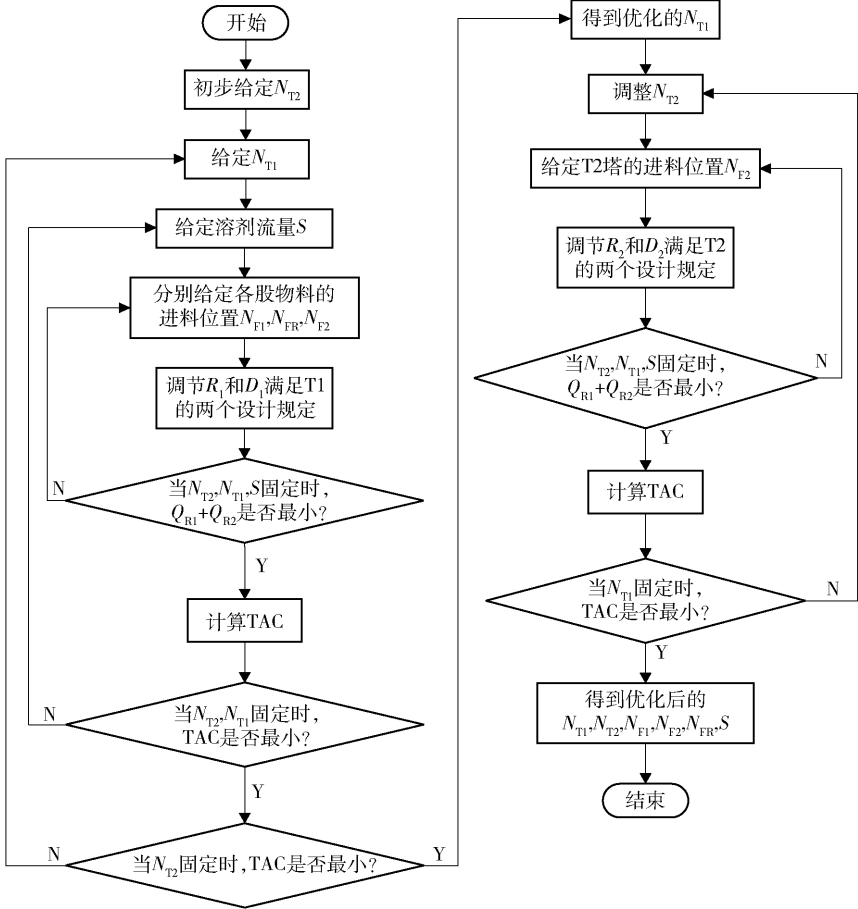 开始
初步给定N_T2
给定N_T1
给定溶剂流量S
分别给定各股物料的
进料位置N_F1,N_FR,N_F2
调节R_1和D_1满足T1
的两个设计规定
当N_T2,N_T1,S固定时,
Q_R1+Q_R2是否最小?
N
Y
计算TAC
当N_T2,N_T1固定时,
TAC是否最小?
N
Y
当N_T2固定时,TAC是否最小?
N
Y
得到优化的N_T1
调整N_T2
给定T2塔的进料位置N_F2
调节R_2和D_2满足T2
的两个设计规定
当N_T2,N_T1,S固定时,
Q_R1+Q_R2是否最小?
N
Y
计算TAC
当N_T1固定时,
TAC是否最小?
N
Y
得到优化后的
N_T1,N_T2,N_F1,N_F2,N_FR,S
结束